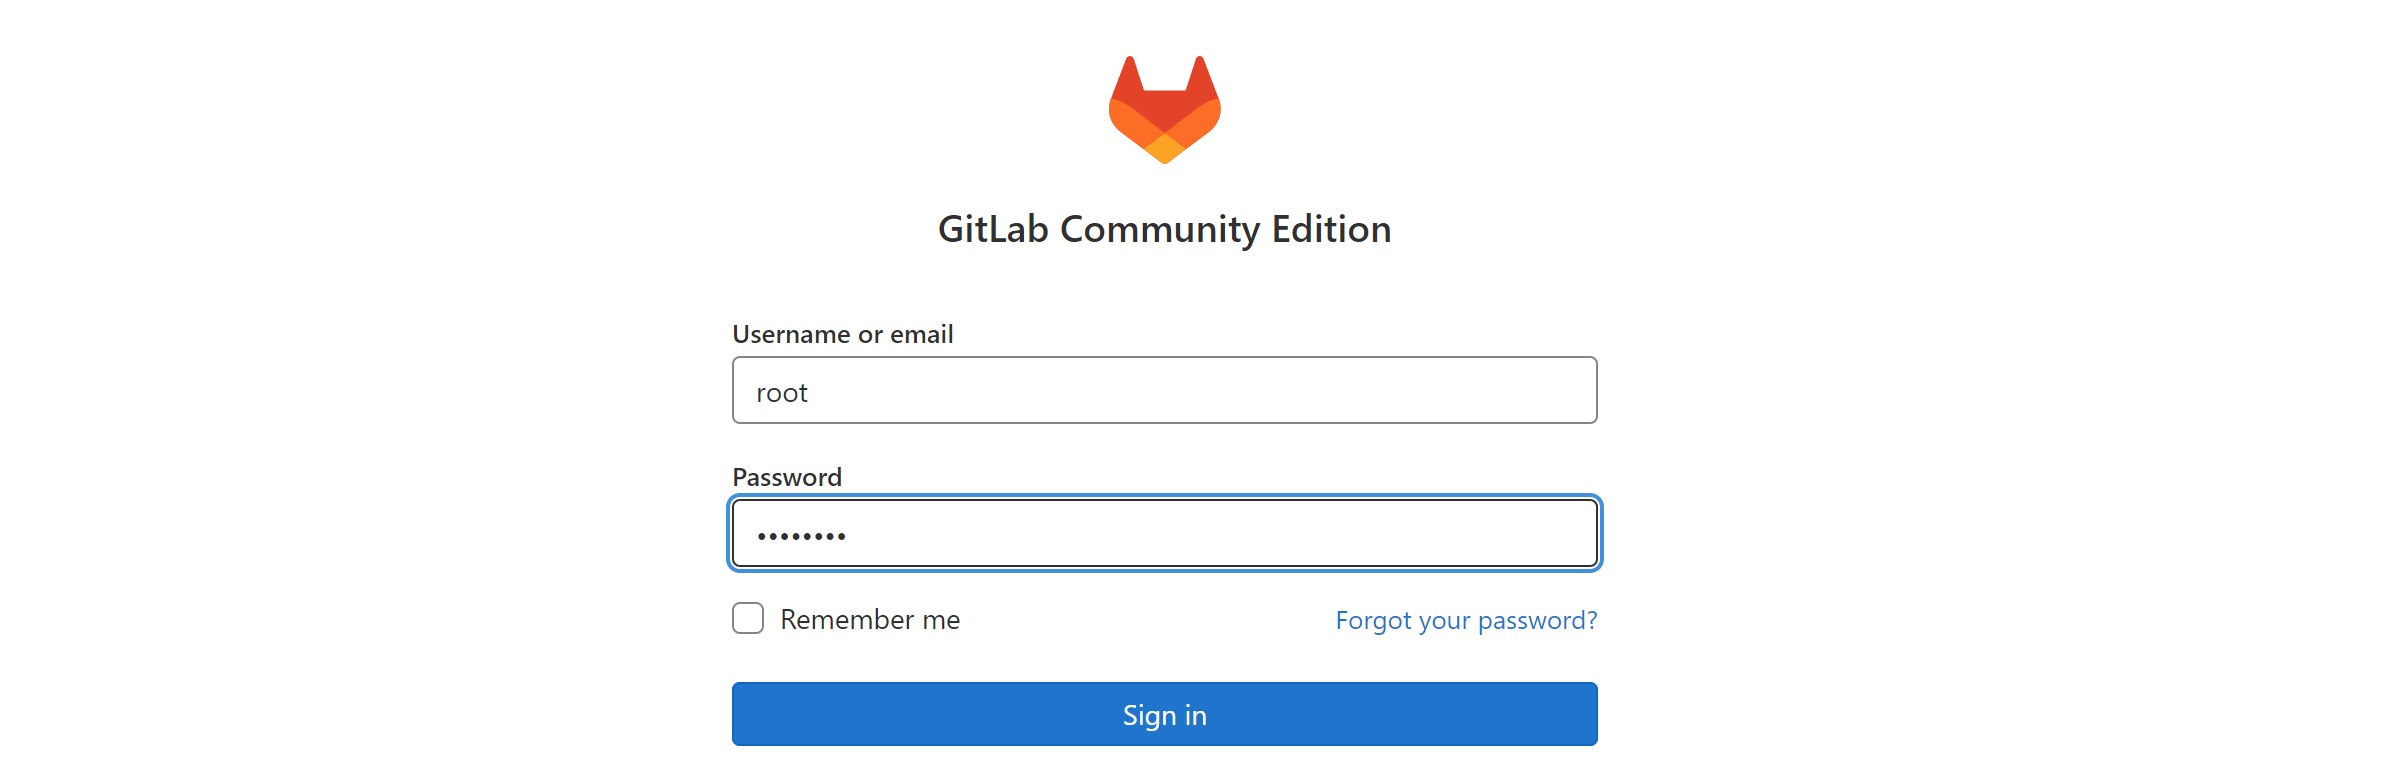 GitLab Community Edition
Username or email
root
Password
••••••••
Remember me
Forgot your password?
Sign in